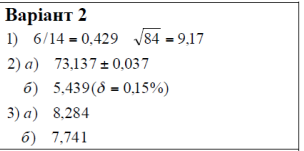 Варіант 2
1) 6/14 = 0,429 √84 = 9,17
2) а) 73,137 ± 0,037
б) 5,439(δ = 0,15%)
3) а) 8,284
б) 7,741